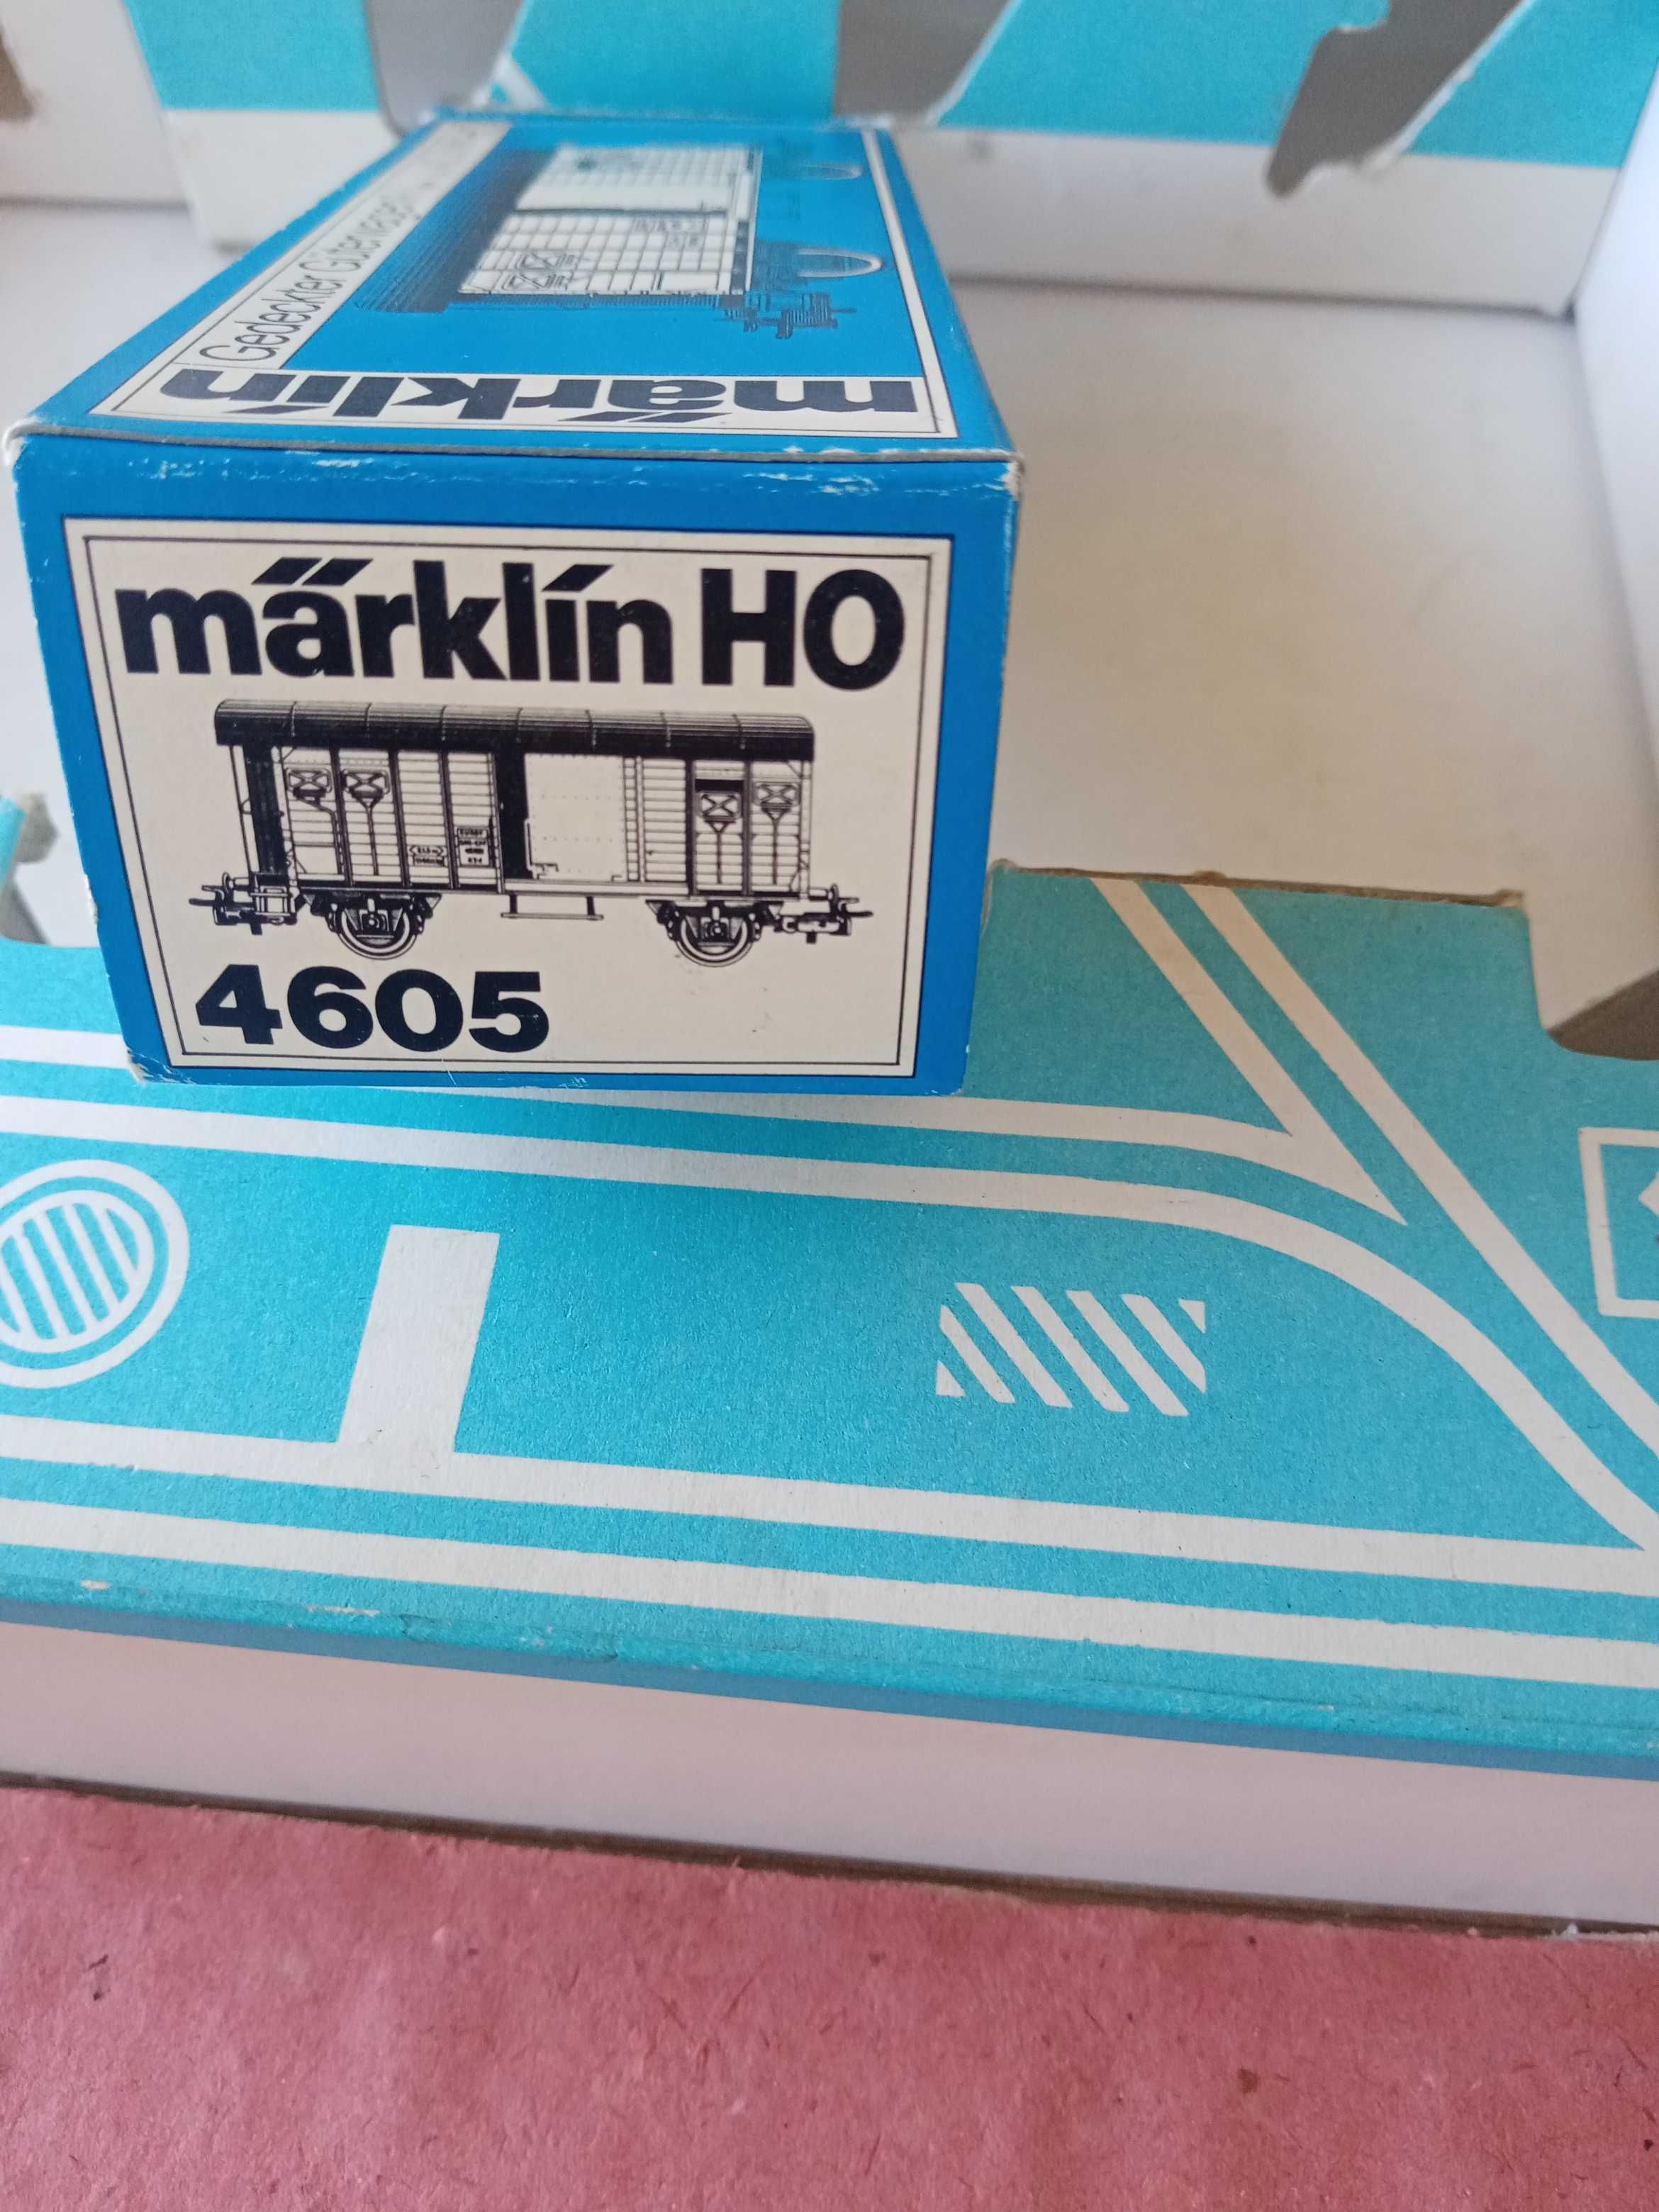 Gedeckter Güterwagen
märklin
märklin HO
4605